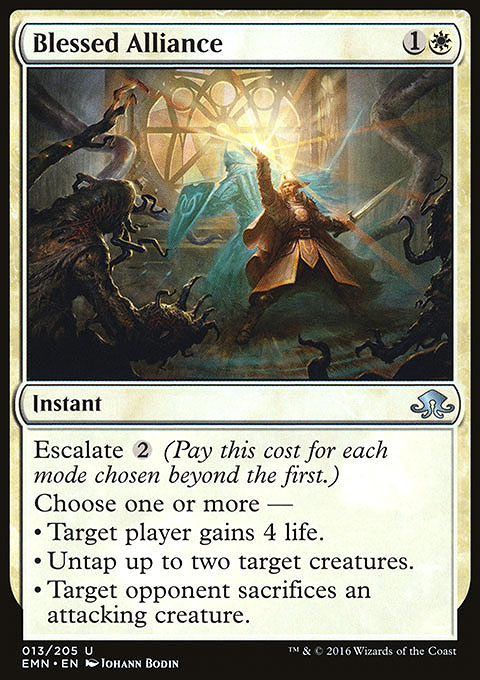 Blessed Alliance 1
Instant
Escalate 2 (Pay this cost for each
mode chosen beyond the first.)
Choose one or more —
• Target player gains 4 life.
• Untap up to two target creatures.
• Target opponent sacrifices an
attacking creature.
013/205 U
EMN • EN Johann Bodin
™ & © 2016 Wizards of the Coast